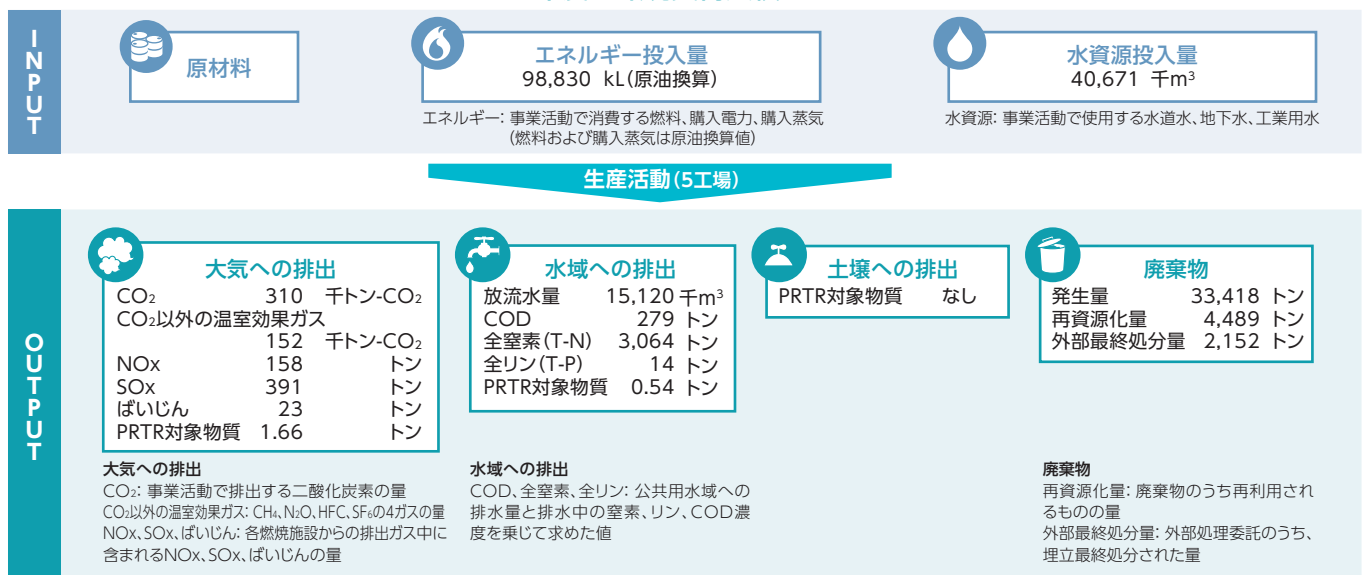 INPUT
原材料
エネルギー投入量
98,830 kL(原油換算)
エネルギー: 事業活動で消費する燃料、購入電力、購入蒸気
(燃料および購入蒸気は原油換算値)
水資源投入量
40,671 千m³
水資源: 事業活動で使用する水道水、地下水、工業用水
生産活動(5工場)
OUTPUT
大気への排出
CO₂ 310 千トン-CO₂
CO₂以外の温室効果ガス
152 千トン-CO₂
NOx 158 トン
SOx 391 トン
ばいじん 23 トン
PRTR対象物質 1.66 トン
大気への排出
CO₂: 事業活動で排出する二酸化炭素の量
CO₂以外の温室効果ガス: CH₄、N₂O、HFC、SF₆の4ガスの量
NOx、SOx、ばいじん: 各燃焼施設からの排出ガス中に
含まれるNOx、SOx、ばいじんの量
水域への排出
放流水量 15,120 千m³
COD 279 トン
全窒素(T-N) 3,064 トン
全リン(T-P) 14 トン
PRTR対象物質 0.54 トン
水域への排出
COD、全窒素、全リン: 公共用水域への
排水量と排水中の窒素、リン、COD濃
度を乗じて求めた値
土壌への排出
PRTR対象物質 なし
廃棄物
発生量 33,418 トン
再資源化量 4,489 トン
外部最終処分量 2,152 トン
廃棄物
再資源化量: 廃棄物のうち再利用され
るものの量
外部最終処分量: 外部処理委託のうち、
埋立最終処分された量